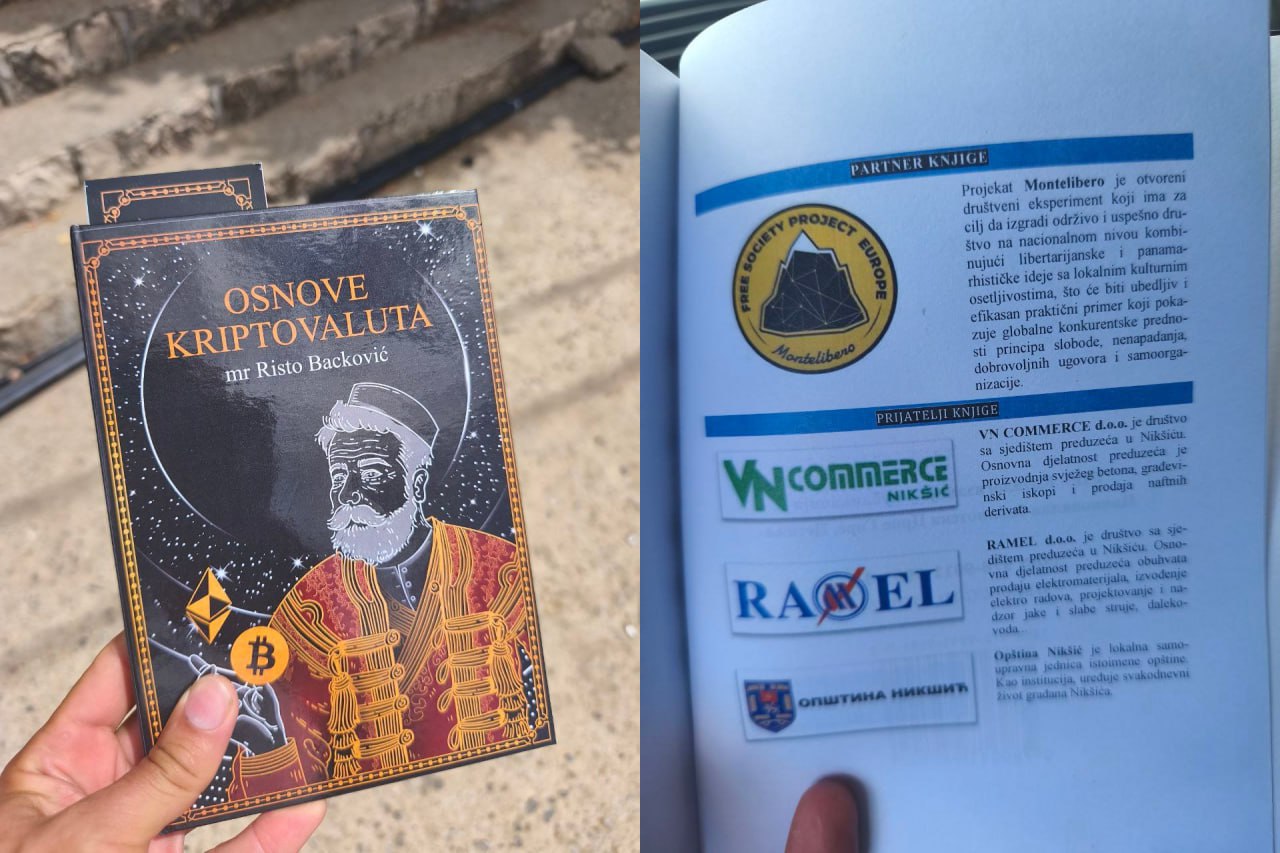 OSNOVE
KRIPTOVALUTA
mr Risto Backović
PARTNER KNJIGE
FREE SOCIETY PROJECT EUROPE
Montelibero
Projekat Montelibero je otvoreni
društveni eksperiment koji ima za
cilj da izgradi održivo i uspešno dru-
štvo na nacionalnom nivou kombi-
nujući libertarijanske i panama-
rhističke ideje sa lokalnim kulturnim
osetljivostima, što će biti ubedljiv i
efikasan praktični primer koji poka-
zuje globalne konkurentske predno-
sti principa slobode, nenapadanja,
dobrovoljnih ugovora i samoorga-
nizacije.
PRIJATELJI KNJIGE
VN COMMERCE
NIKŠIĆ
VN COMMERCE d.o.o. je društvo
sa sjedištem preduzeća u Nikšiću.
Osnovna djelatnost preduzeća je
proizvodnja svježeg betona, građevi-
nski iskopi i prodaja naftnih
derivata.
RAMEL
RAMEL d.o.o. je društvo sa sje-
dištem preduzeća u Nikšiću. Osno-
vna djelatnost preduzeća obuhvata
prodaju elektromaterijala, izvođenje
elektro radova, projektovanje i na-
dzor jake i slabe struje, daleko-
voda...
ОПШТИНА НИКШИЋ
Opština Nikšić je lokalna samo-
upravna jednica istoimene opštine.
Kao institucija, uređuje svakodnevni
život građana Nikšića.